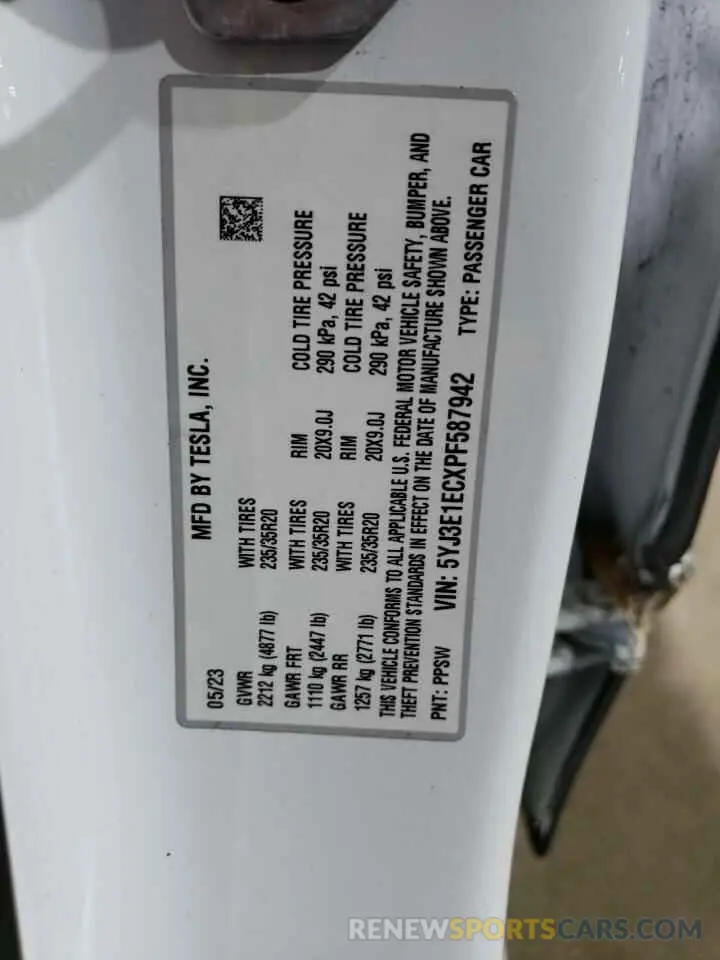 MFD BY TESLA, INC.
05/23
GVWR WITH TIRES
2212 kg (4877 lb) 235/35R20
GAWR FRT WITH TIRES RIM COLD TIRE PRESSURE
1110 kg (2447 lb) 235/35R20 20X9.0J 290 kPa, 42 psi
GAWR RR WITH TIRES RIM COLD TIRE PRESSURE
1257 kg (2771 lb) 235/35R20 20X9.0J 290 kPa, 42 psi
THIS VEHICLE CONFORMS TO ALL APPLICABLE U.S. FEDERAL MOTOR VEHICLE SAFETY, BUMPER, AND
THEFT PREVENTION STANDARDS IN EFFECT ON THE DATE OF MANUFACTURE SHOWN ABOVE.
PNT: PPSW VIN: 5YJ3E1ECXPF587942 TYPE: PASSENGER CAR
RENEWSPORTSCARS.COM